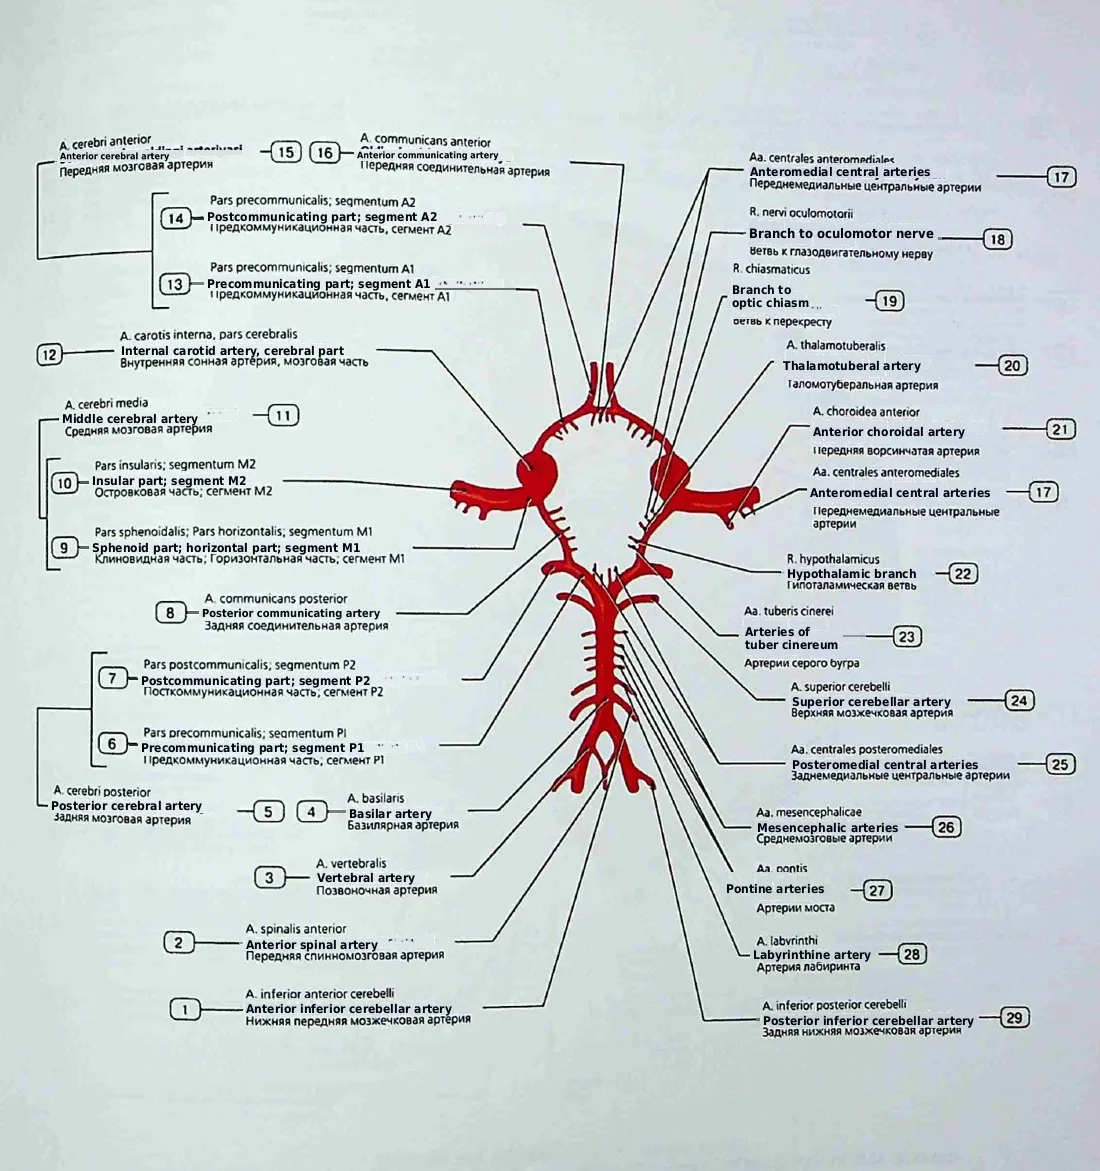 A. cerebri anterior
Anterior cerebral artery
Передняя мозговая артерия
15
16
A. communicans anterior
Anterior communicating artery
Передняя соединительная артерия
Pars precommunicalis; segmentum A2
14
Postcommunicating part; segment A2
Предкоммуникационная часть, сегмент A2
Pars precommunicalis; segmentum A1
13
Precommunicating part; segment A1
Предкоммуникационная часть, сегмент A1
A. carotis interna, pars cerebralis
12
Internal carotid artery, cerebral part
Внутренняя сонная артерия, мозговая часть
A. cerebri media
Middle cerebral artery
11
Средняя мозговая артерия
Pars insularis; segmentum M2
10
Insular part; segment M2
Островковая часть; сегмент M2
Pars sphenoidalis; Pars horizontalis; segmentum M1
9
Sphenoid part; horizontal part; segment M1
Клиновидная часть; Горизонтальная часть; сегмент M1
A. communicans posterior
8
Posterior communicating artery
Задняя соединительная артерия
Pars postcommunicalis; segmentum P2
7
Postcommunicating part; segment P2
Посткоммуникационная часть; сегмент P2
Pars precommunicalis; segmentum PI
6
Precommunicating part; segment P1
Предкоммуникационная часть; сегмент P1
A. cerebri posterior
Posterior cerebral artery
5
Задняя мозговая артерия
4
A. basilaris
Basilar artery
Базилярная артерия
A. vertebralis
3
Vertebral artery
Позвоночная артерия
A. spinalis anterior
2
Anterior spinal artery
Передняя спинномозговая артерия
A. inferior anterior cerebelli
1
Anterior inferior cerebellar artery
Нижняя передняя мозжечковая артерия
Aa. centrales anteromediales
Anteromedial central arteries
17
Переднемедиальные центральные артерии
R. nervi oculomotorii
Branch to oculomotor nerve
18
Ветвь к глазодвигательному нерву
R. chiasmaticus
Branch to
optic chiasm
19
Ветвь к перекресту
A. thalamotuberalis
Thalamotuberal artery
20
Таломотуберальная артерия
A. choroidea anterior
Anterior choroidal artery
21
Передняя ворсинчатая артерия
Aa. centrales anteromediales
Anteromedial central arteries
17
Переднемедиальные центральные
артерии
R. hypothalamicus
Hypothalamic branch
22
Гипоталамическая ветвь
Aa. tuberis cinerei
Arteries of
tuber cinereum
23
Артерии серого бугра
A. superior cerebelli
Superior cerebellar artery
24
Верхняя мозжечковая артерия
Aa. centrales posteromediales
Posteromedial central arteries
25
Заднемедиальные центральные артерии
Aa. mesencephalicae
Mesencephalic arteries
26
Среднемозговые артерии
Aa. pontis
Pontine arteries
27
Артерии моста
A. labyrinthi
Labyrinthine artery
28
Артерия лабиринта
A. inferior posterior cerebelli
Posterior inferior cerebellar artery
29
Задняя нижняя мозжечковая артерия